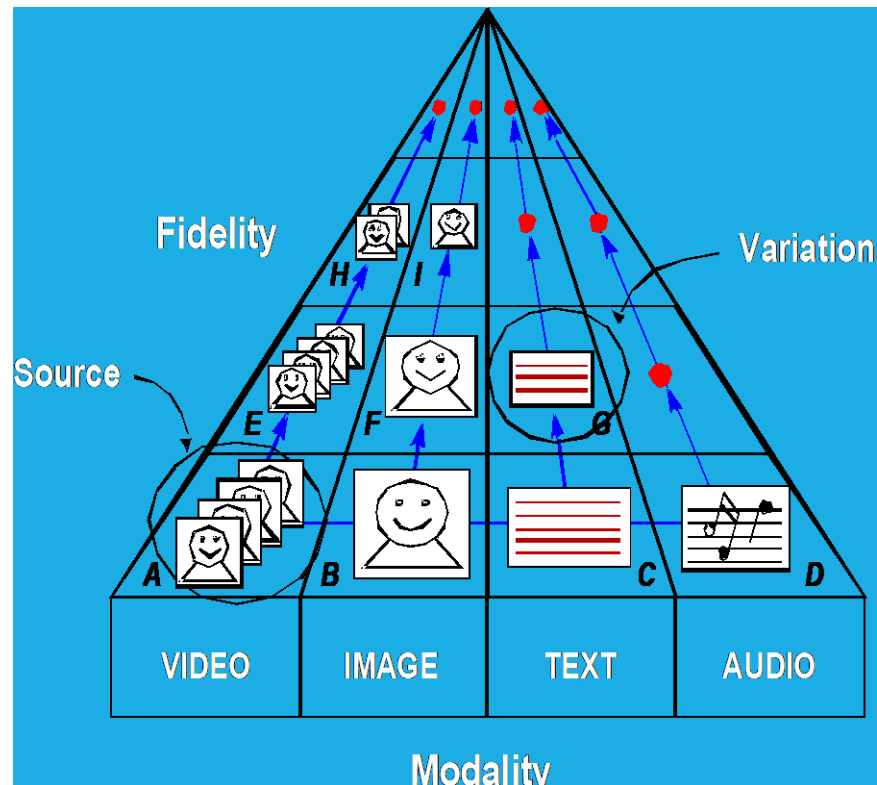 Fidelity
Variation
H
I
Source
E
F
G
A
B
C
D
VIDEO
IMAGE
TEXT
AUDIO
Modality